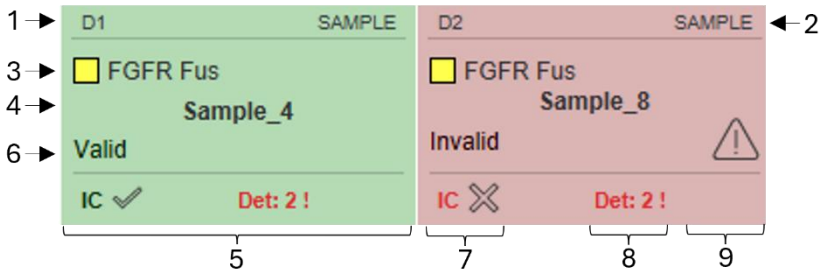 1 D1 SAMPLE D2 SAMPLE 2
3 FGFR Fus FGFR Fus
4 Sample_4 Sample_8
6 Valid Invalid
IC Det: 2 ! IC Det: 2 !
5 7 8 9